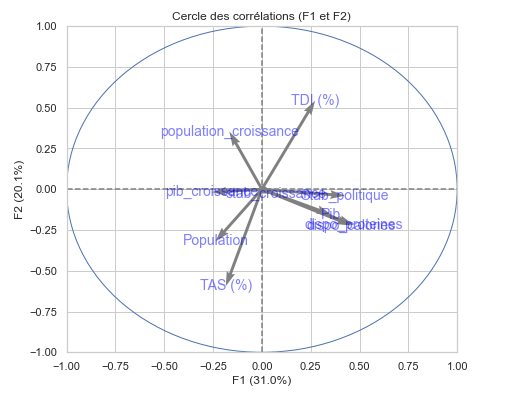 Cercle des corrélations (F1 et F2)
1.00
0.75
0.50
0.25
0.00
−0.25
−0.50
−0.75
−1.00
F2 (20.1%)
TDI (%)
population_croissance
pib_croissance
stab_croissance
stab_politique
Pib
dispo_proteines
dispo_calories
Population
TAS (%)
−1.00
−0.75
−0.50
−0.25
0.00
0.25
0.50
0.75
1.00
F1 (31.0%)